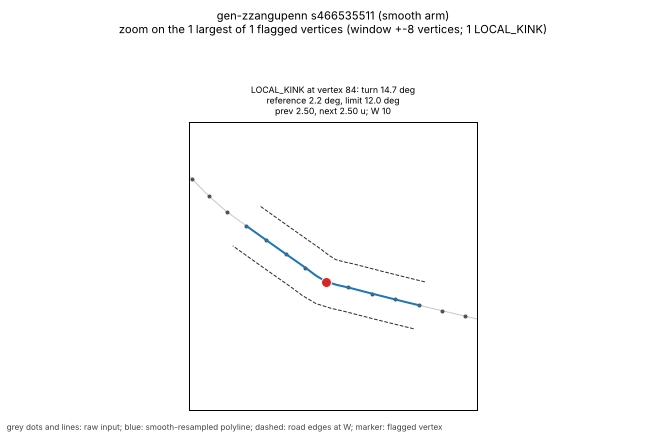 gen-zzangupenn s466535511 (smooth arm)
zoom on the 1 largest of 1 flagged vertices (window +-8 vertices; 1 LOCAL_KINK)
LOCAL_KINK at vertex 84: turn 14.7 deg
reference 2.2 deg, limit 12.0 deg
prev 2.50, next 2.50 u; W 10
grey dots and lines: raw input; blue: smooth-resampled polyline; dashed: road edges at W; marker: flagged vertex